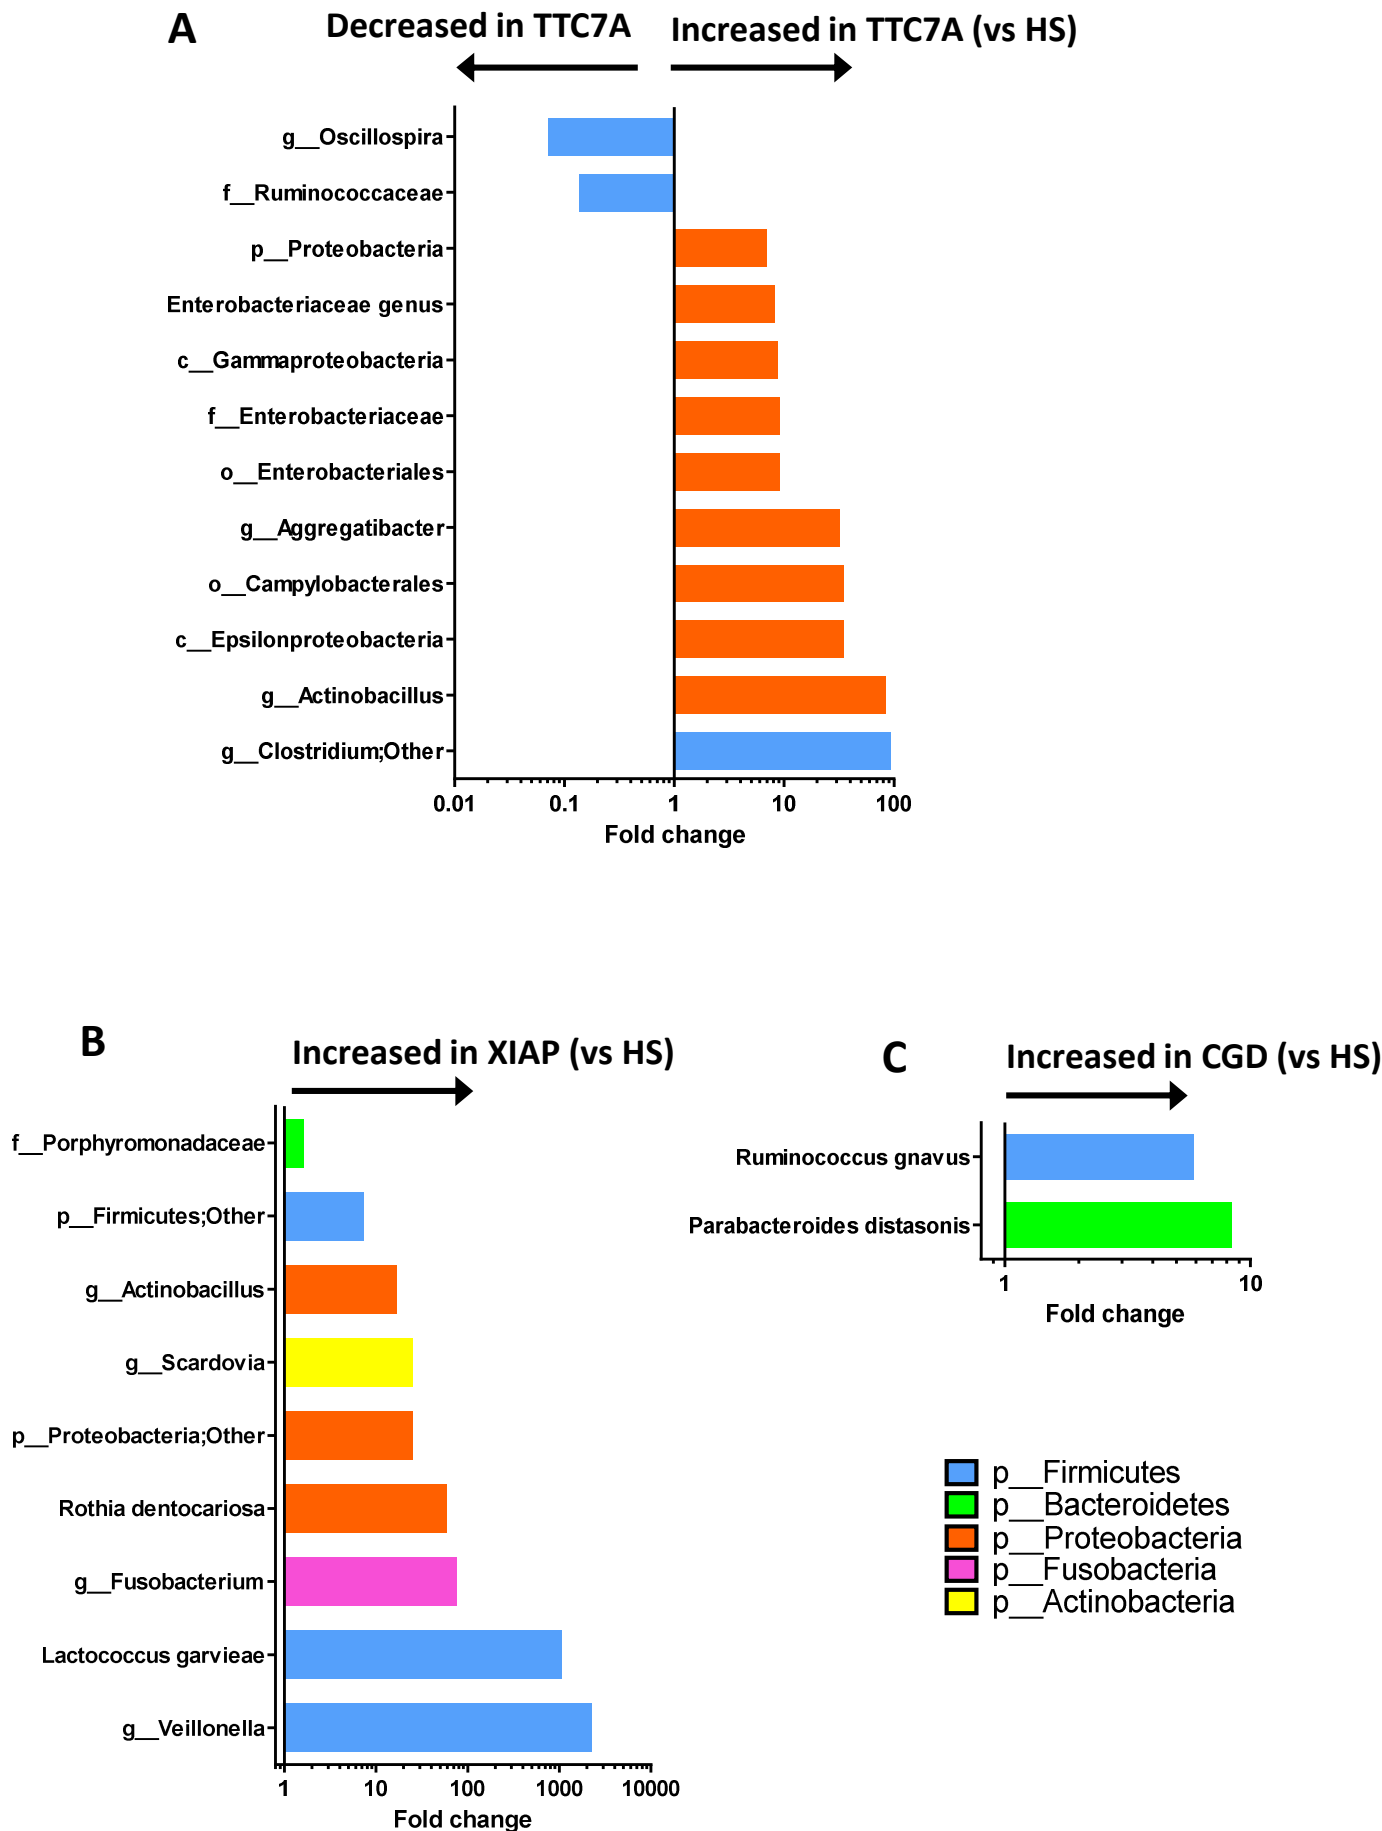 A
Decreased in TTC7A
Increased in TTC7A (vs HS)
g__Oscillospira
f__Ruminococcaceae
p__Proteobacteria
Enterobacteriaceae genus
c__Gammaproteobacteria
f__Enterobacteriaceae
o__Enterobacteriales
g__Aggregatibacter
o__Campylobacterales
c__Epsilonproteobacteria
g__Actinobacillus
g__Clostridium;Other
0.01 0.1 1 10 100
Fold change
B
Increased in XIAP (vs HS)
f__Porphyromonadaceae
p__Firmicutes;Other
g__Actinobacillus
g__Scardovia
p__Proteobacteria;Other
Rothia dentocariosa
g__Fusobacterium
Lactococcus garvieae
g__Veillonella
1 10 100 1000 10000
Fold change
C
Increased in CGD (vs HS)
Ruminococcus gnavus
Parabacteroides distasonis
1 10
Fold change
p__Firmicutes
p__Bacteroidetes
p__Proteobacteria
p__Fusobacteria
p__Actinobacteria